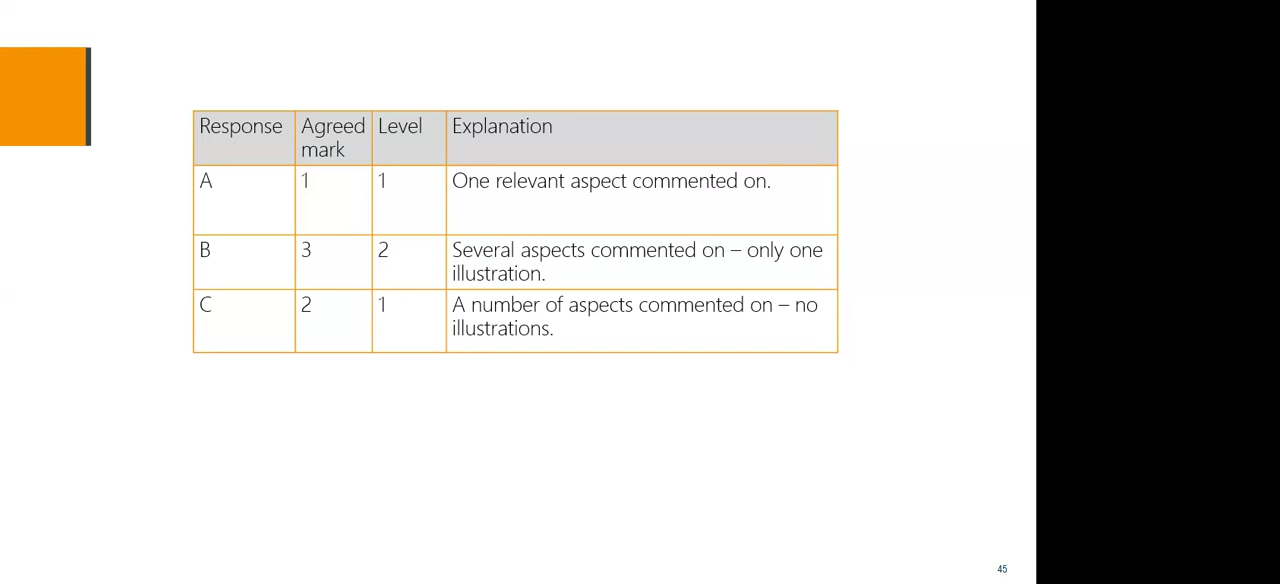 Response Agreed mark Level Explanation
A 1 1 One relevant aspect commented on.
B 3 2 Several aspects commented on – only one
illustration.
C 2 1 A number of aspects commented on – no
illustrations.
45